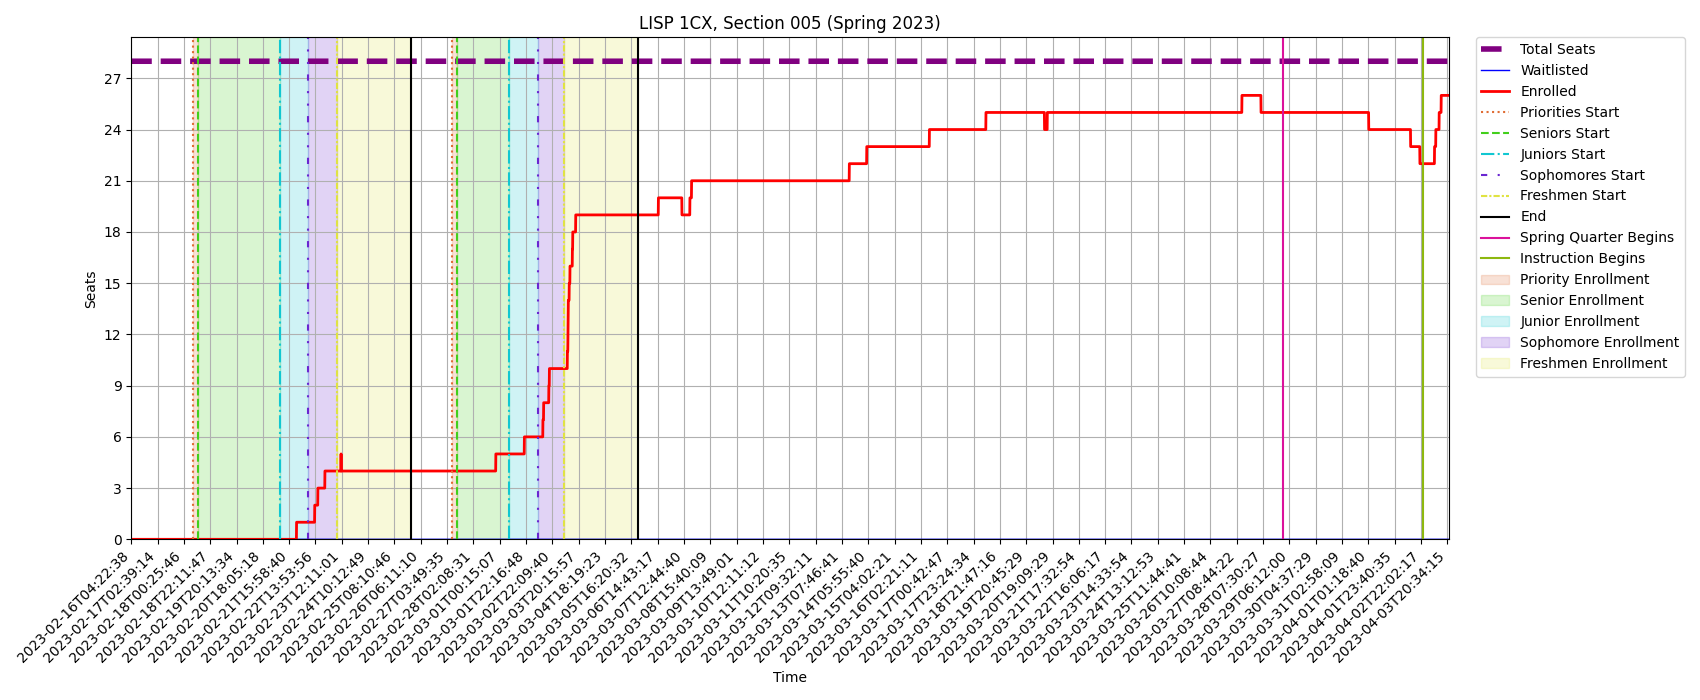 LISP 1CX, Section 005 (Spring 2023)
Seats
27
24
21
18
15
12
9
6
3
0
2023-02-16T04:22:38
2023-02-17T02:39:14
2023-02-18T00:25:46
2023-02-18T22:11:47
2023-02-19T20:13:34
2023-02-20T18:05:18
2023-02-21T15:58:40
2023-02-22T13:53:56
2023-02-23T12:11:01
2023-02-24T10:12:49
2023-02-25T08:10:46
2023-02-26T06:11:10
2023-02-27T03:49:35
2023-02-28T02:08:31
2023-03-01T00:15:07
2023-03-01T22:16:48
2023-03-02T22:09:40
2023-03-03T20:15:57
2023-03-04T18:19:23
2023-03-05T16:20:32
2023-03-06T14:43:17
2023-03-07T12:44:40
2023-03-08T15:40:09
2023-03-09T13:49:01
2023-03-10T12:11:12
2023-03-11T10:20:35
2023-03-12T09:32:11
2023-03-13T07:46:41
2023-03-14T05:55:40
2023-03-15T04:02:21
2023-03-16T02:21:11
2023-03-17T00:42:47
2023-03-17T23:24:34
2023-03-18T21:47:16
2023-03-19T20:45:29
2023-03-20T19:09:29
2023-03-21T17:32:54
2023-03-22T16:06:17
2023-03-23T14:33:54
2023-03-24T13:12:53
2023-03-25T11:44:41
2023-03-26T10:08:44
2023-03-27T08:44:22
2023-03-28T07:30:27
2023-03-29T06:12:00
2023-03-30T04:37:29
2023-03-31T02:58:09
2023-04-01T01:18:40
2023-04-01T23:40:35
2023-04-02T22:02:17
2023-04-03T20:34:15
Time
Total Seats
Waitlisted
Enrolled
Priorities Start
Seniors Start
Juniors Start
Sophomores Start
Freshmen Start
End
Spring Quarter Begins
Instruction Begins
Priority Enrollment
Senior Enrollment
Junior Enrollment
Sophomore Enrollment
Freshmen Enrollment